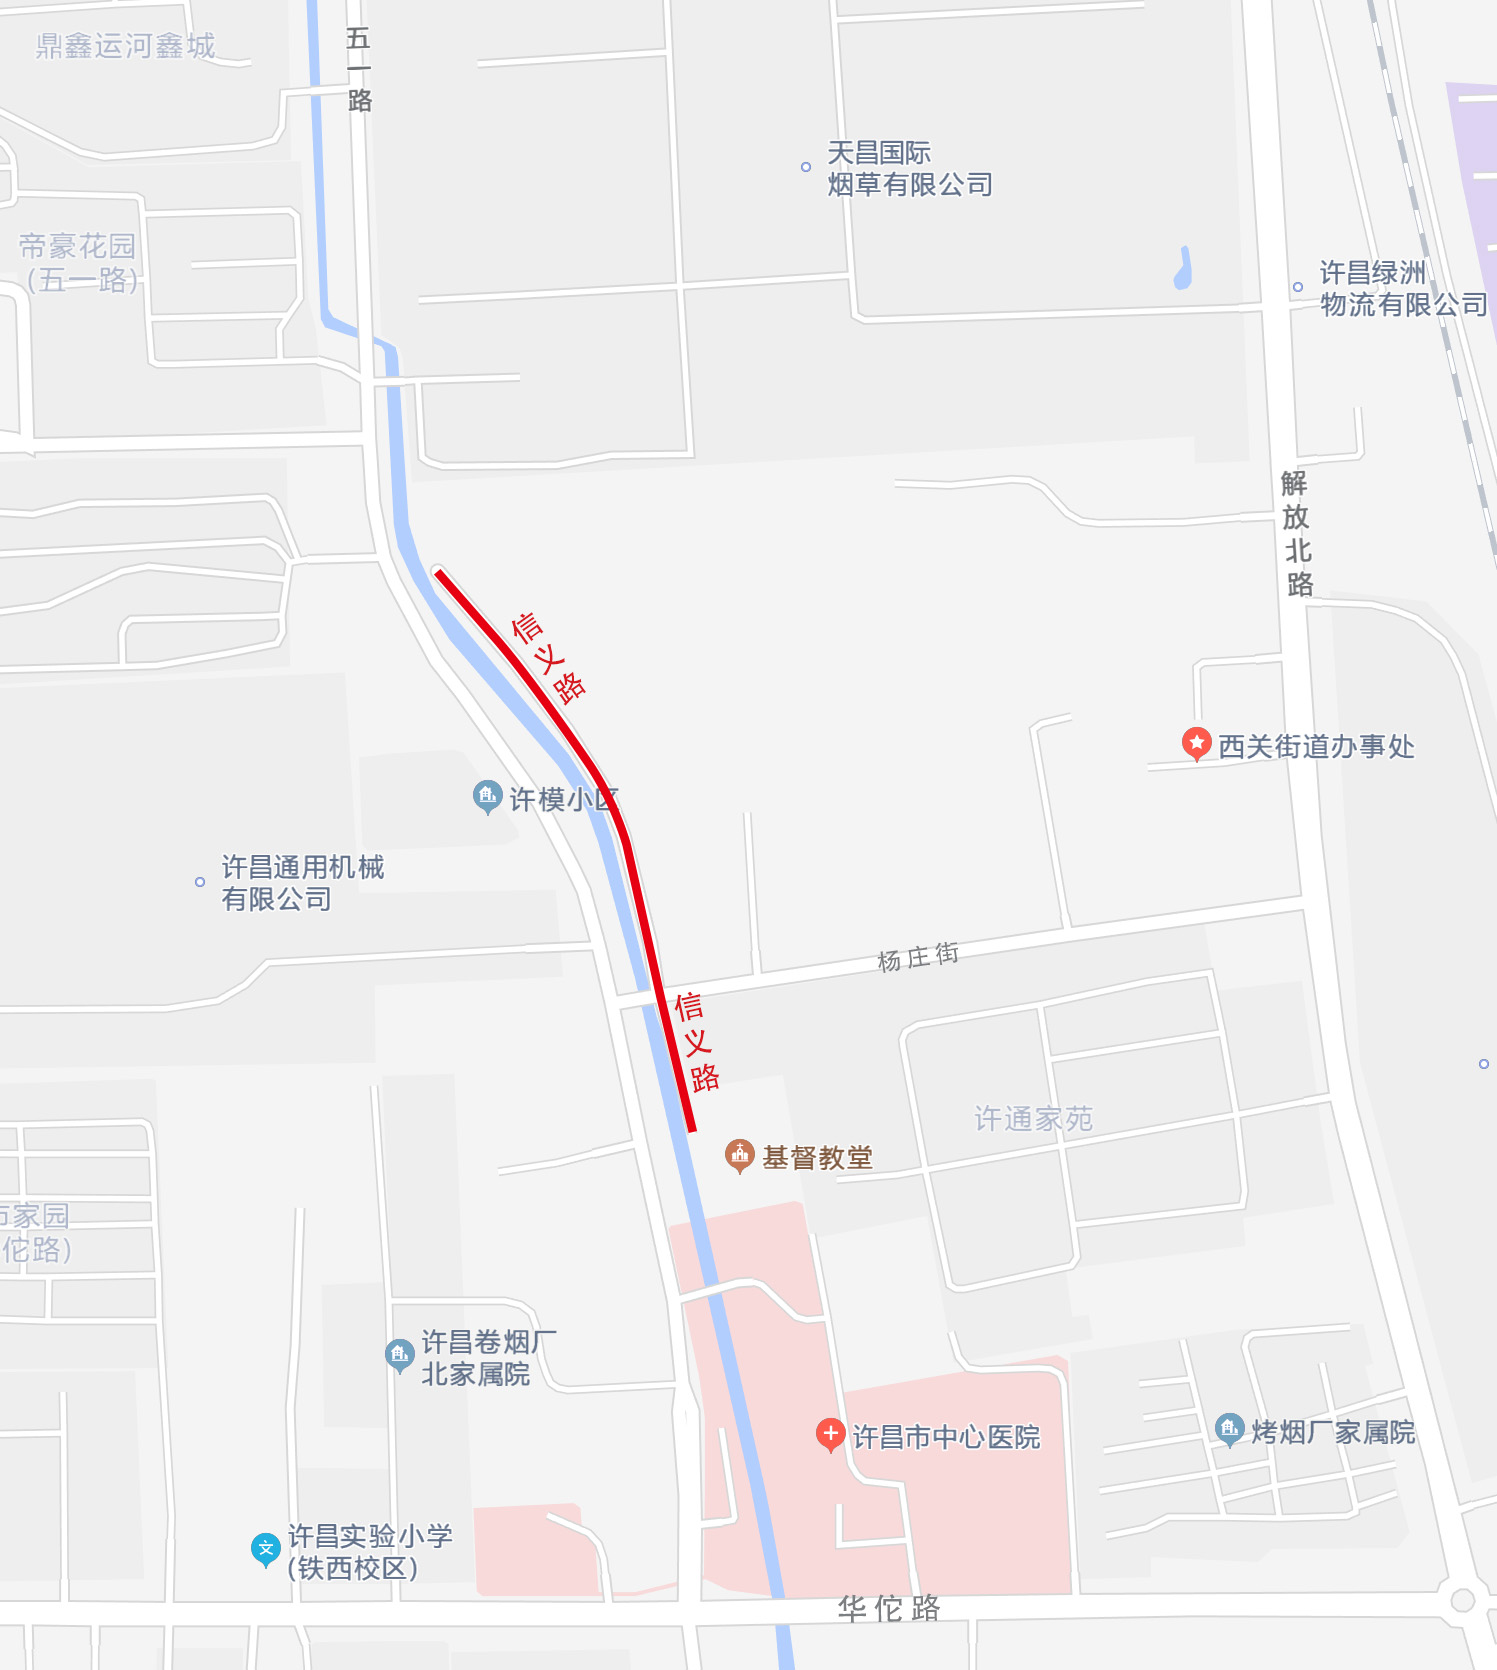 鼎鑫运河鑫城
五一路
天昌国际
烟草有限公司
帝豪花园
(五一路)
许昌绿洲
物流有限公司
解放北路
信义路
西关街道办事处
许模小区
许昌通用机械
有限公司
杨庄街
信义路
许通家苑
基督教堂
家园
佗路)
许昌卷烟厂
北家属院
许昌市中心医院
烤烟厂家属院
许昌实验小学
(铁西校区)
文
华佗路